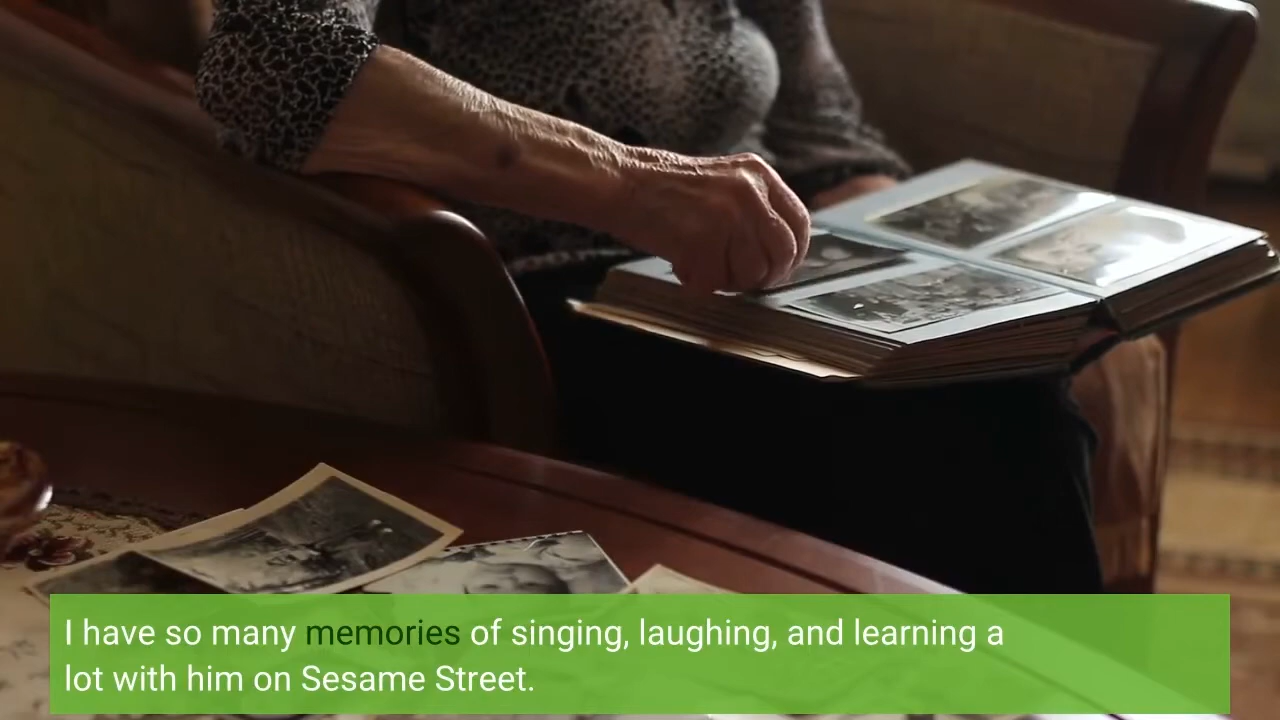 I have so many memories of singing, laughing, and learning a
lot with him on Sesame Street.